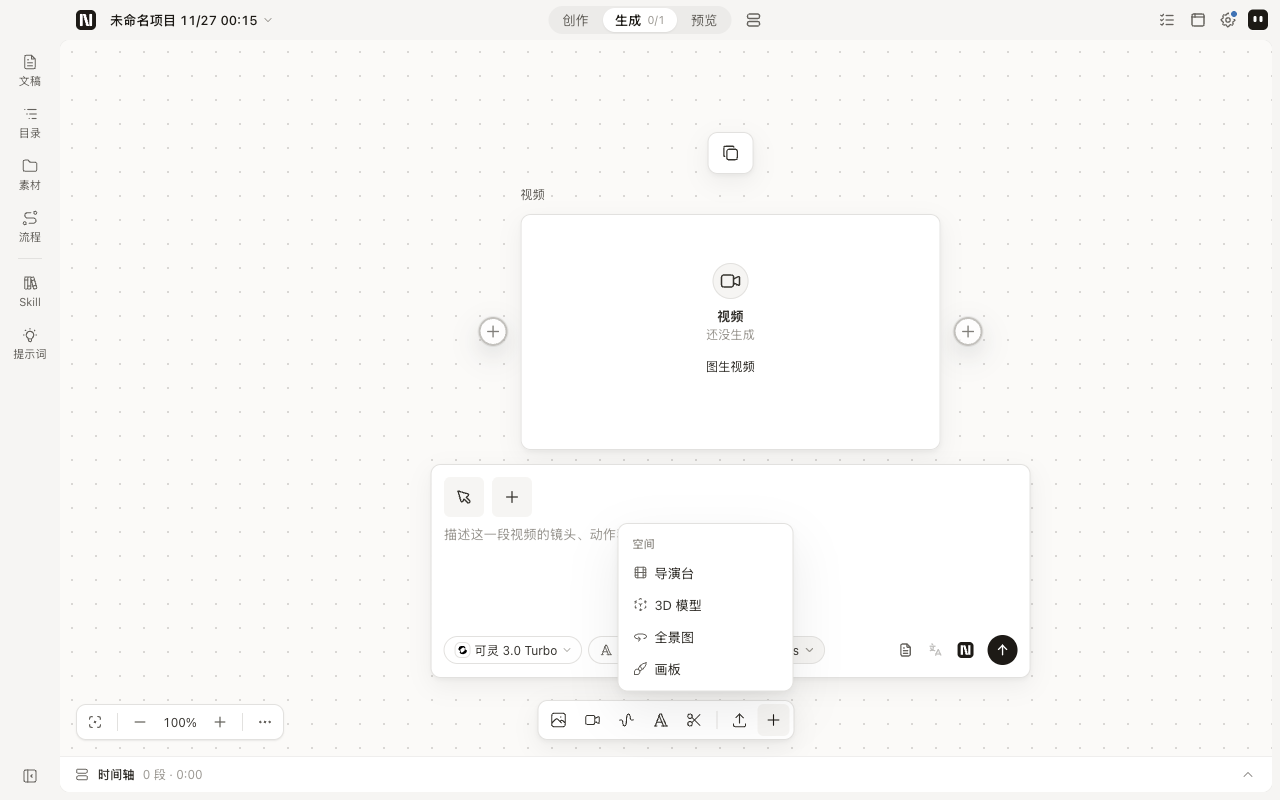 未命名项目 11/27 00:15
创作
生成 0/1
预览
文稿
目录
素材
流程
Skill
提示词
视频
视频
还没生成
图生视频
描述这一段视频的镜头、动作
空间
导演台
3D 模型
全景图
画板
可灵 3.0 Turbo
s
100%
时间轴 0 段 · 0:00